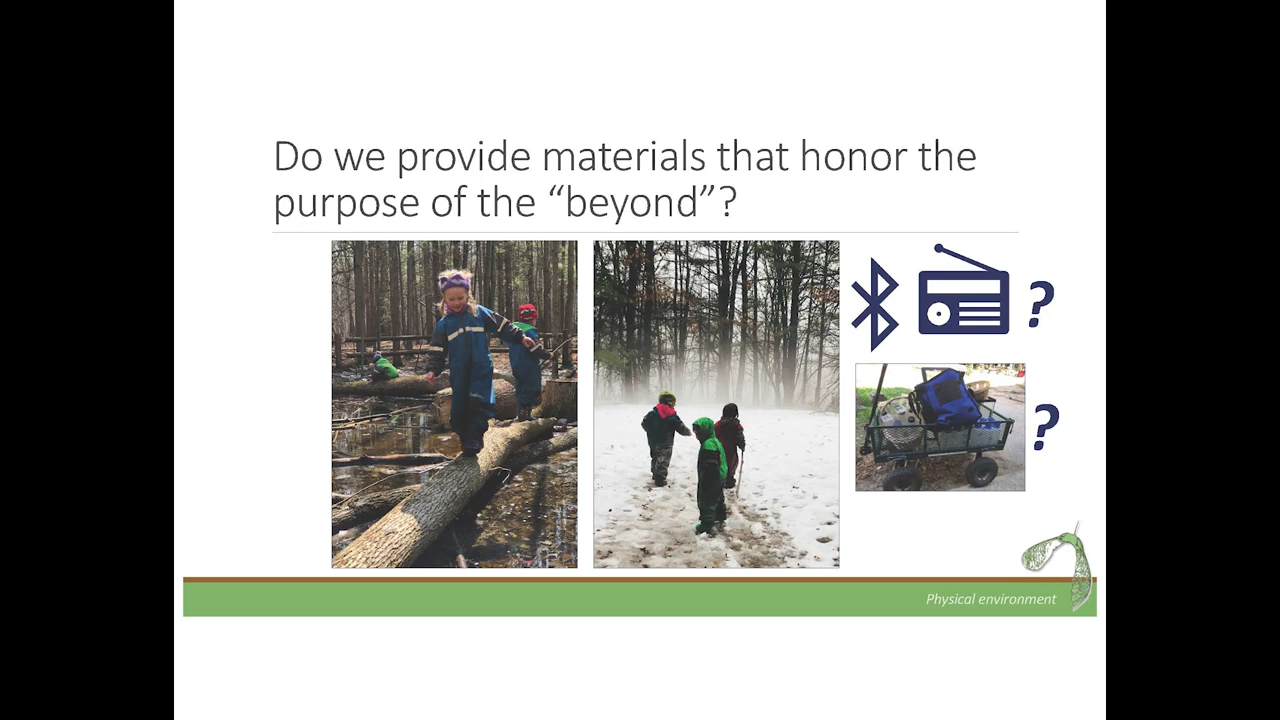 Do we provide materials that honor the
purpose of the “beyond”?
?
?
Physical environment